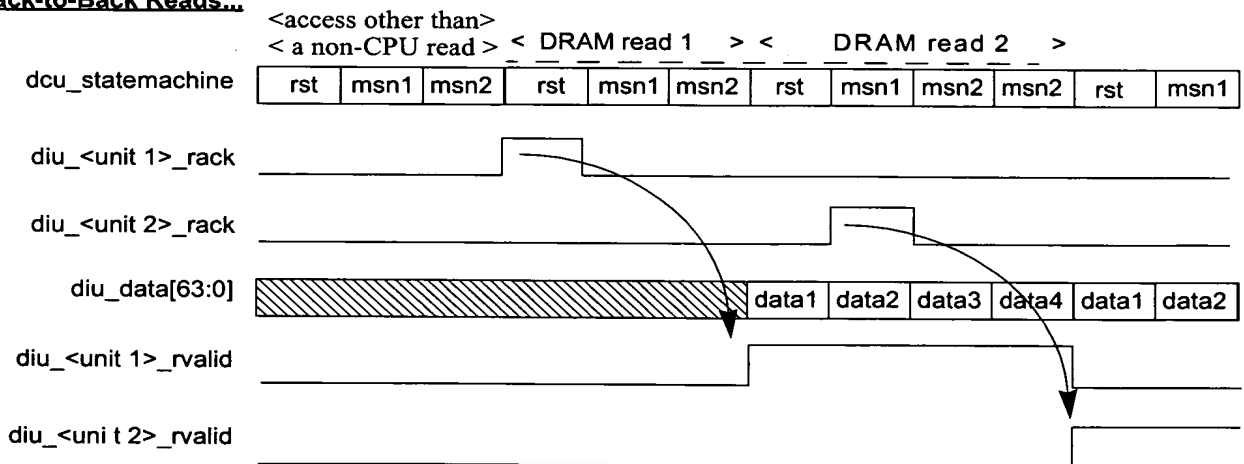 Back-to-Back Reads...
<access other than>
< a non-CPU read > < DRAM read 1 > < DRAM read 2 >
dcu_statemachine rst msn1 msn2 rst msn1 msn2 rst msn1 msn2 msn2 rst msn1
diu_<unit 1>_rack
diu_<unit 2>_rack
diu_data[63:0] data1 data2 data3 data4 data1 data2
diu_<unit 1>_rvalid
diu_<uni t 2>_rvalid